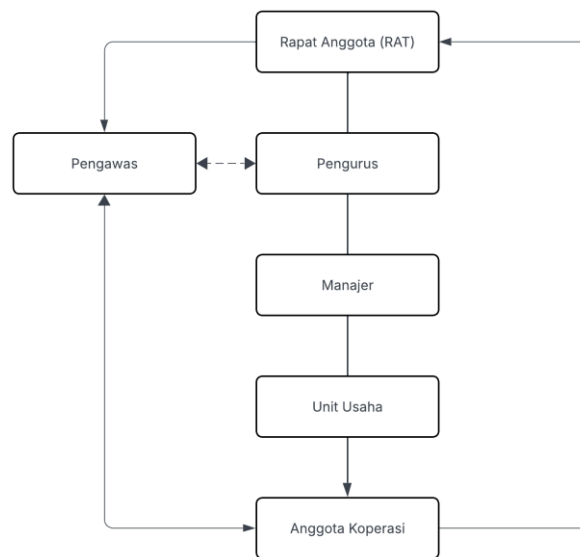 Rapat Anggota (RAT)
Pengawas
Pengurus
Manajer
Unit Usaha
Anggota Koperasi